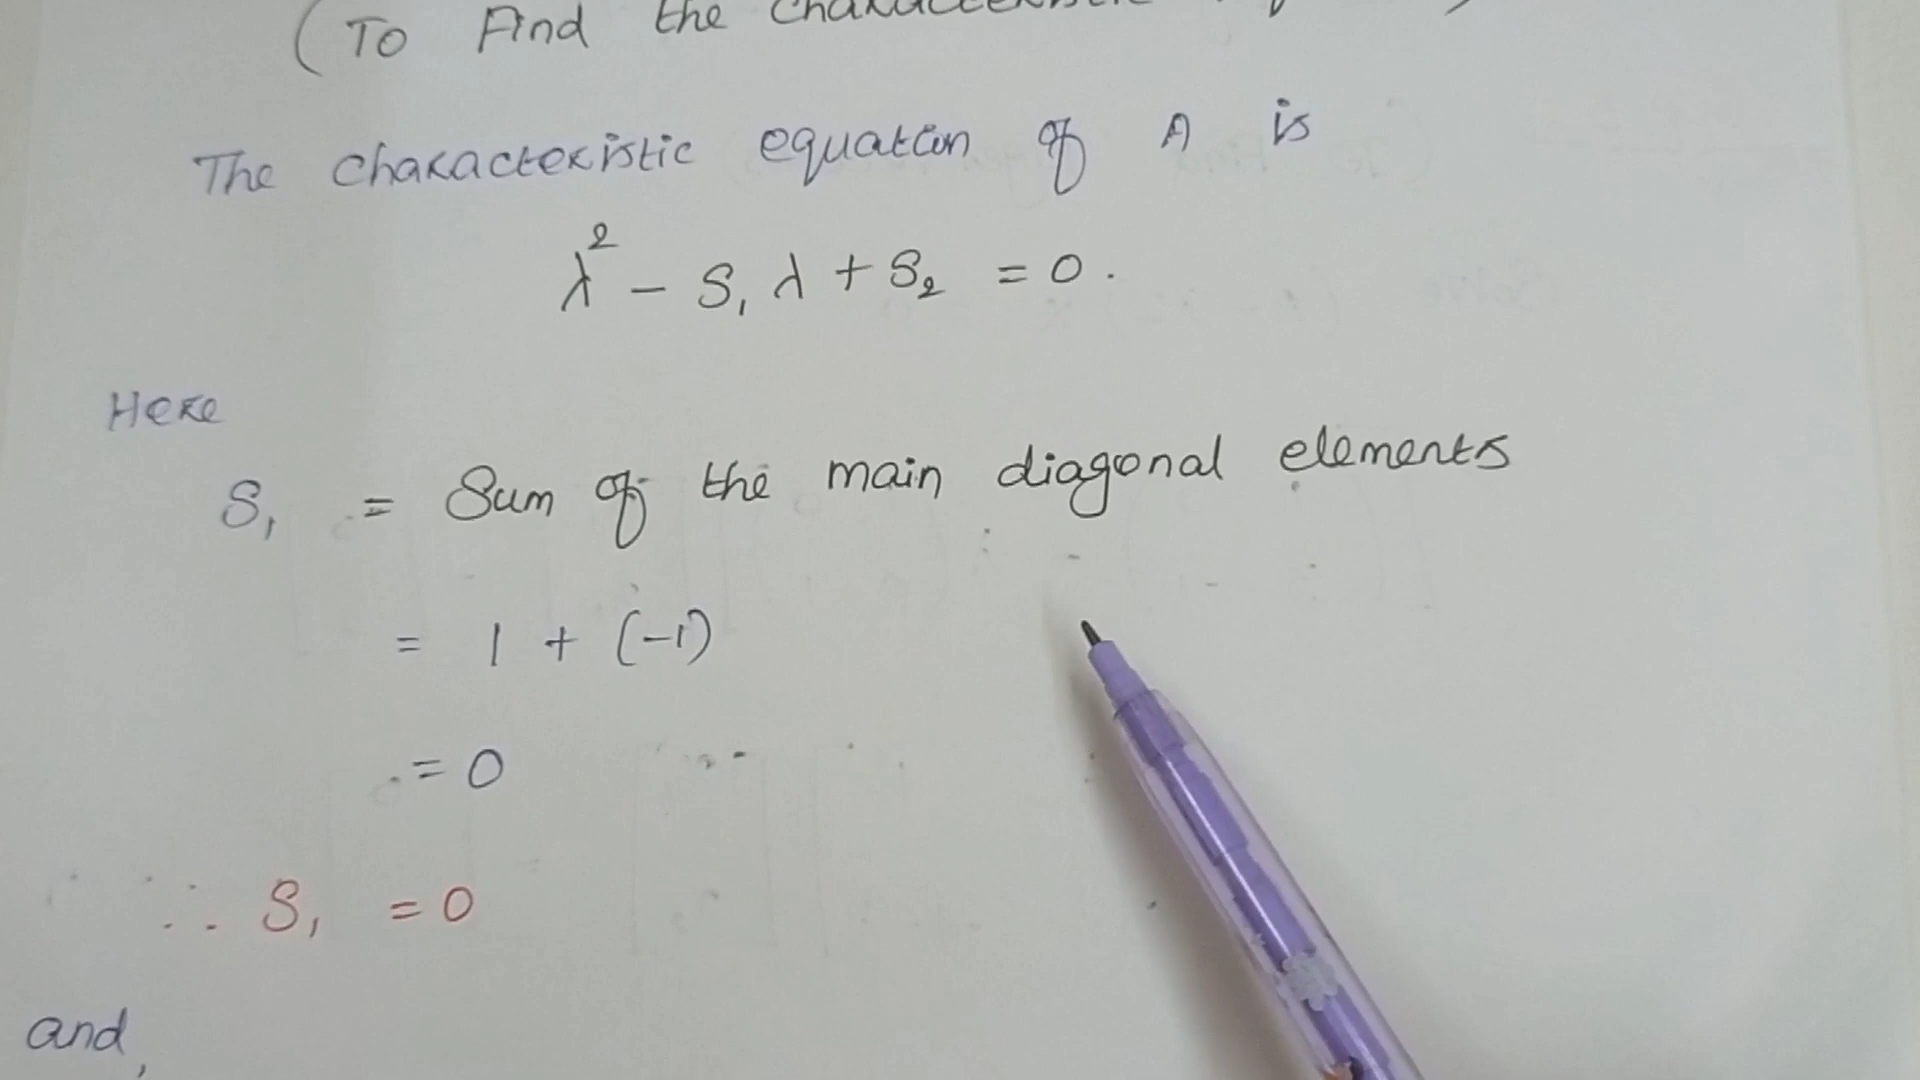 (To Find the
The characteristic equation of A is
λ² - S₁ λ + S₂ = 0.
Here
S₁ = Sum of the main diagonal elements
= 1 + (-1)
= 0
∴ S₁ = 0
and,